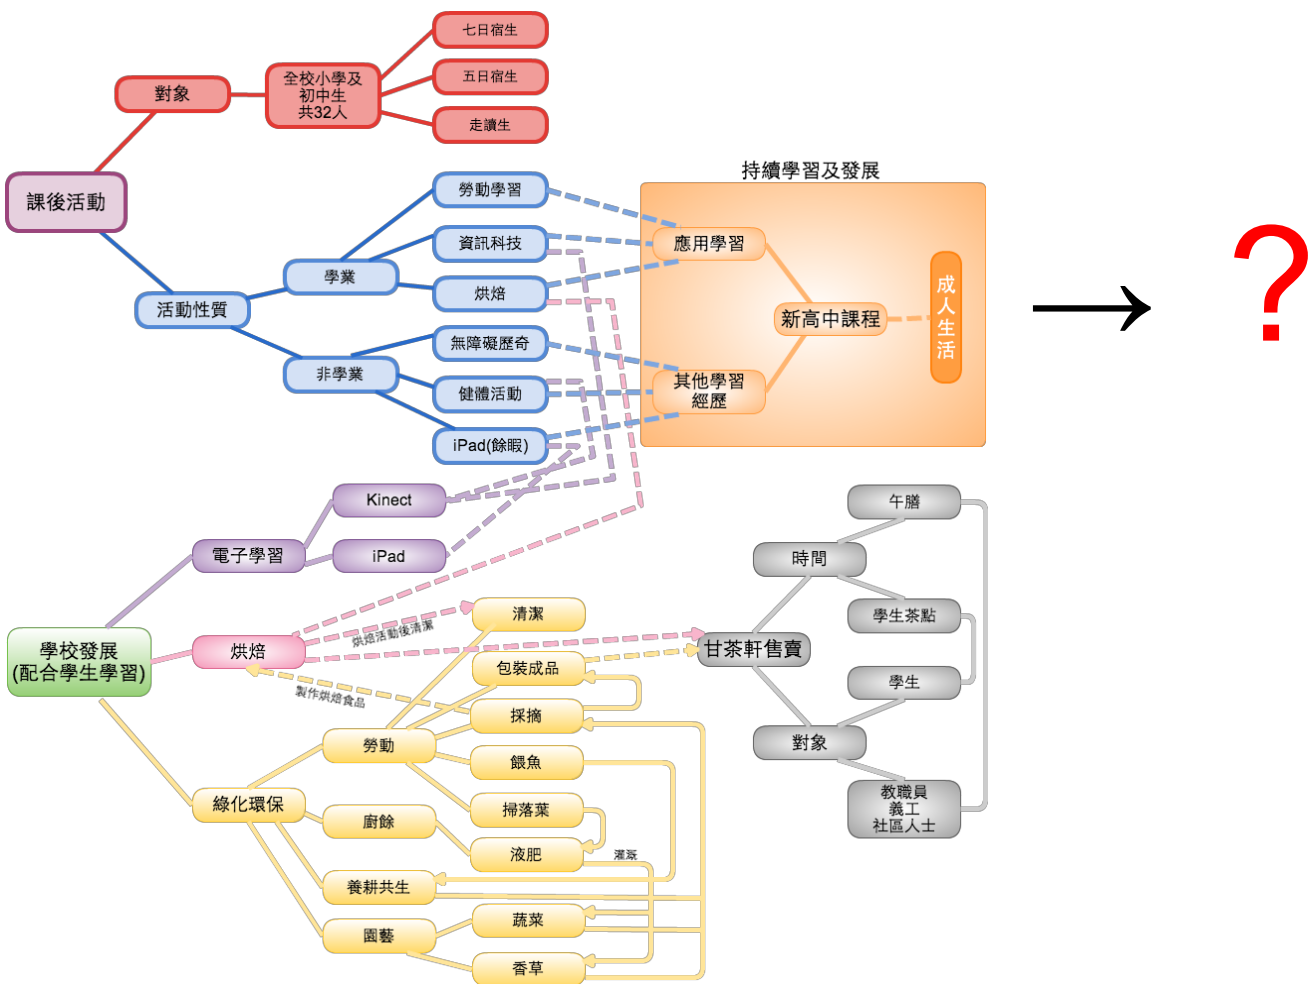 七日宿生
五日宿生
走讀生
對象
全校小學及
初中生
共32人
課後活動
活動性質
學業
非學業
勞動學習
資訊科技
烘焙
無障礙歷奇
健體活動
iPad(餘暇)
持續學習及發展
應用學習
新高中課程
其他學習
經歷
成人生活
?
Kinect
電子學習
iPad
學校發展
(配合學生學習)
烘焙
烘焙活動後清潔
製作烘焙食品
清潔
包裝成品
採摘
勞動
餵魚
掃落葉
綠化環保
廚餘
液肥
灌溉
養耕共生
園藝
蔬菜
香草
甘茶軒售賣
時間
午膳
學生茶點
學生
對象
教職員
義工
社區人士